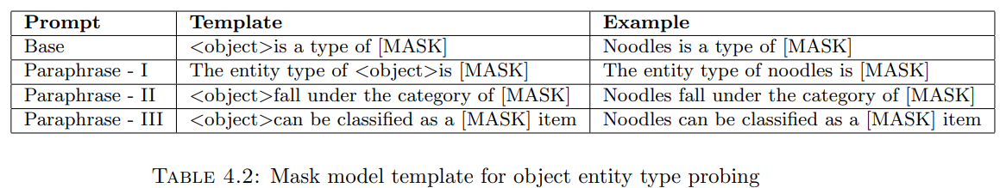 Prompt Template Example
Base <object>is a type of [MASK] Noodles is a type of [MASK]
Paraphrase - I The entity type of <object>is [MASK] The entity type of noodles is [MASK]
Paraphrase - II <object>fall under the category of [MASK] Noodles fall under the category of [MASK]
Paraphrase - III <object>can be classified as a [MASK] item Noodles can be classified as a [MASK] item
TABLE 4.2: Mask model template for object entity type probing